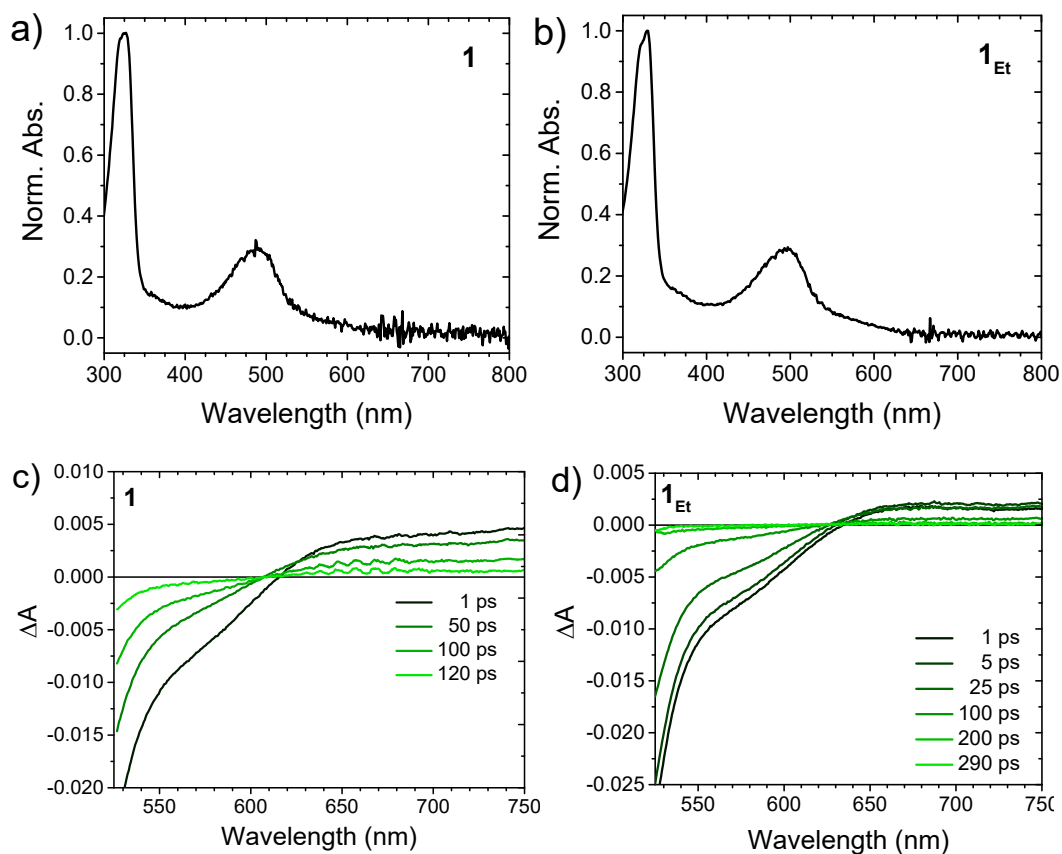 a)
1
Norm. Abs.
1.0
0.8
0.6
0.4
0.2
0.0
300 400 500 600 700 800
Wavelength (nm)
b)
1Et
Norm. Abs.
1.0
0.8
0.6
0.4
0.2
0.0
300 400 500 600 700 800
Wavelength (nm)
c)
1
ΔA
0.010
0.005
0.000
-0.005
-0.010
-0.015
-0.020
1 ps
50 ps
100 ps
120 ps
550 600 650 700 750
Wavelength (nm)
d)
1Et
ΔA
0.005
0.000
-0.005
-0.010
-0.015
-0.020
-0.025
1 ps
5 ps
25 ps
100 ps
200 ps
290 ps
550 600 650 700 750
Wavelength (nm)